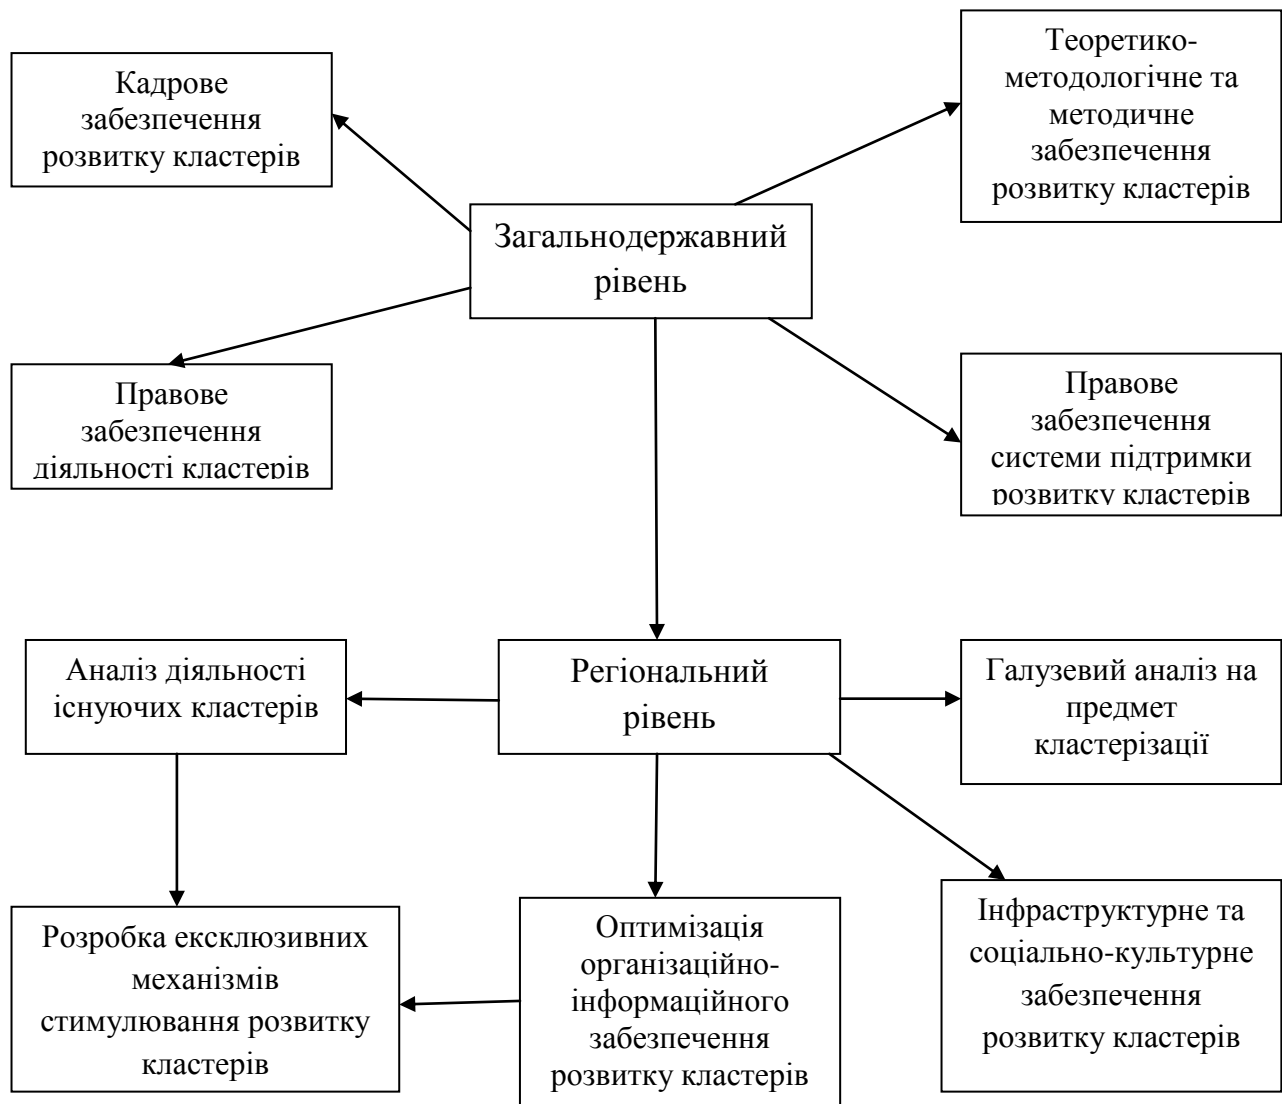 Кадрове
забезпечення
розвитку кластерів
Теоретико-
методологічне та
методичне
забезпечення
розвитку кластерів
Загальнодержавний
рівень
Правове
забезпечення
діяльності кластерів
Правове
забезпечення
системи підтримки
розвитку кластерів
Аналіз діяльності
існуючих кластерів
Регіональний
рівень
Галузевий аналіз на
предмет
кластерізації
Розробка ексклюзивних
механізмів
стимулювання розвитку
кластерів
Оптимізація
організаційно-
інформаційного
забезпечення
розвитку кластерів
Інфраструктурне та
соціально-культурне
забезпечення
розвитку кластерів